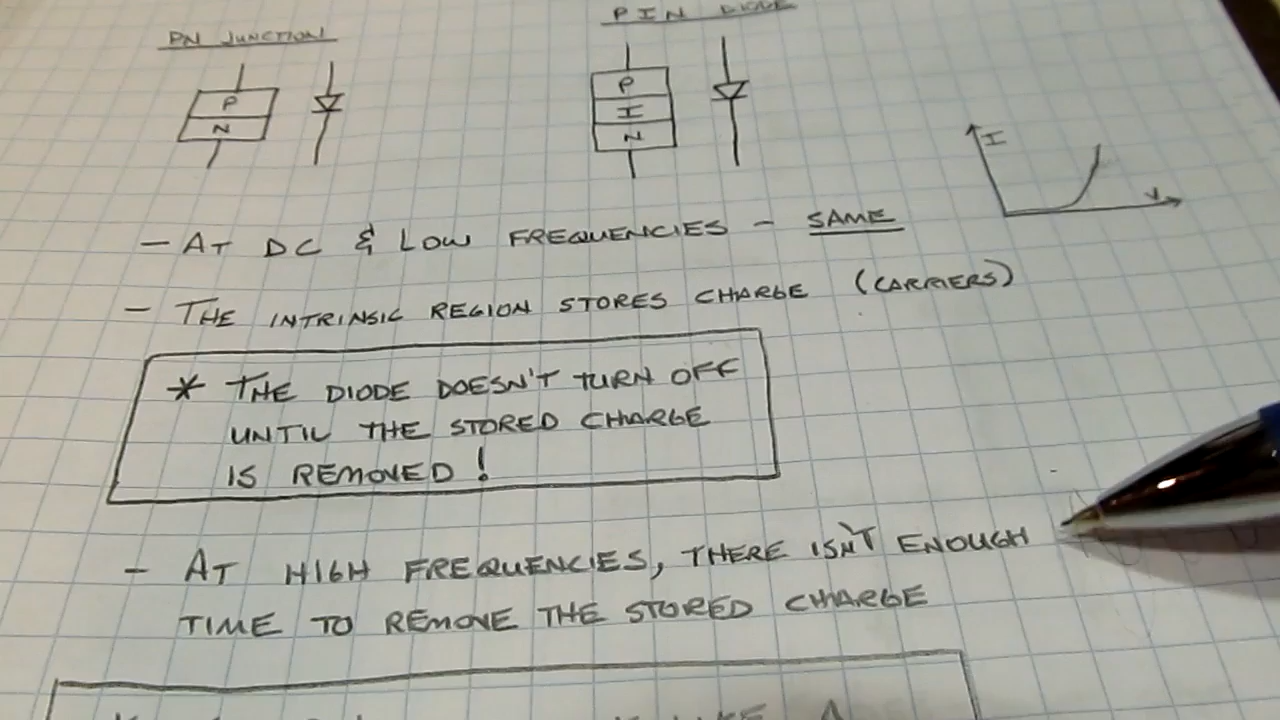 PN JUNCTION
PIN DIODE
P
N
P
I
N
I
V
- AT DC & LOW FREQUENCIES - SAME
- THE INTRINSIC REGION STORES CHARGE (CARRIERS)
* THE DIODE DOESN'T TURN OFF
UNTIL THE STORED CHARGE
IS REMOVED!
- AT HIGH FREQUENCIES, THERE ISN'T ENOUGH
TIME TO REMOVE THE STORED CHARGE